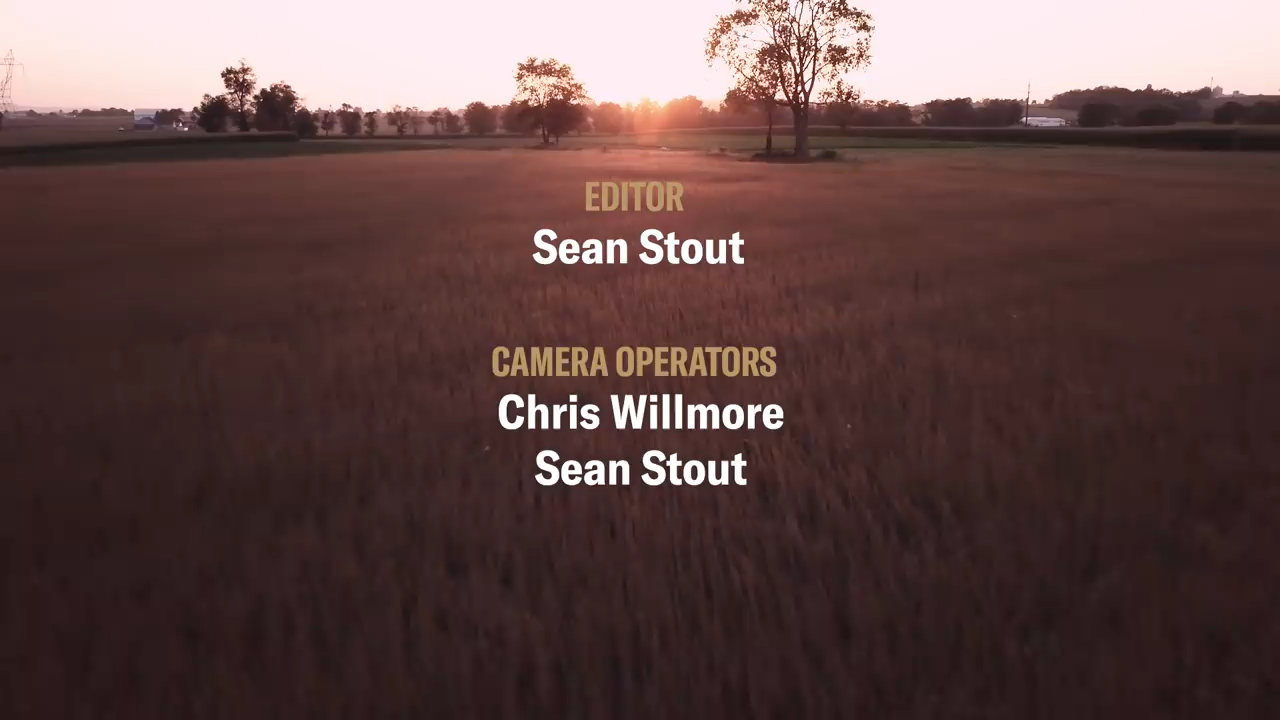 EDITOR
Sean Stout
CAMERA OPERATORS
Chris Willmore
Sean Stout